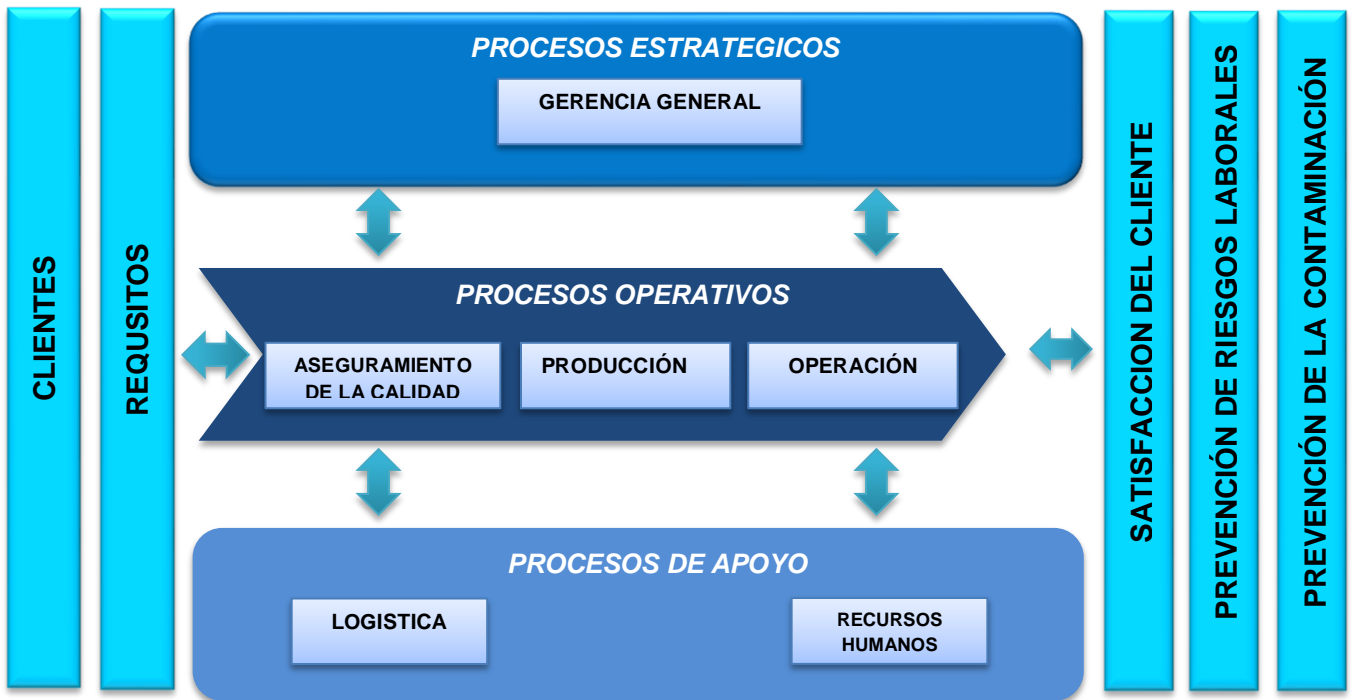 CLIENTES
REQUSITOS
PROCESOS ESTRATEGICOS
GERENCIA GENERAL
PROCESOS OPERATIVOS
ASEGURAMIENTO
DE LA CALIDAD
PRODUCCIÓN
OPERACIÓN
PROCESOS DE APOYO
LOGISTICA
RECURSOS
HUMANOS
SATISFACCION DEL CLIENTE
PREVENCIÓN DE RIESGOS LABORALES
PREVENCIÓN DE LA CONTAMINACIÓN